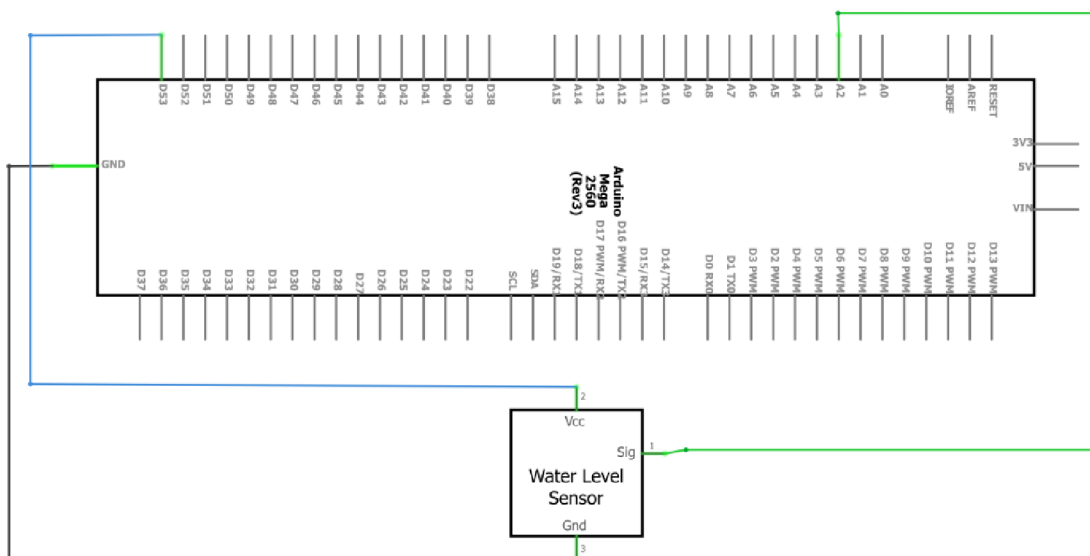 D53
D52
D51
D50
D49
D48
D47
D46
D45
D44
D43
D42
D41
D40
D39
D38
A15
A14
A13
A12
A11
A10
A9
A8
A7
A6
A5
A4
A3
A2
A1
A0
IOREF
AREF
RESET
GND
3V3
5V
VIN
Arduino
Mega
2560
(Rev3)
D37
D36
D35
D34
D33
D32
D31
D30
D29
D28
D27
D26
D25
D24
D23
D22
SCL
SDA
D19/RX1
D18/TX1
D17 PWM/RX2
D16 PWM/TX2
D15/RX3
D14/TX3
D0 RX0
D1 TX0
D3 PWM
D2 PWM
D4 PWM
D5 PWM
D6 PWM
D7 PWM
D8 PWM
D9 PWM
D10 PWM
D11 PWM
D12 PWM
D13 PWM
2
Vcc
Sig
1
Water Level
Sensor
Gnd
3